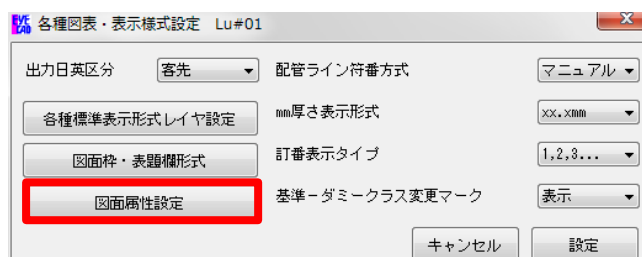 各種図表・表示様式設定 Lu#01
出力日英区分 客先 配管ライン符番方式 マニュアル
各種標準表示形式レイヤ設定 mm厚さ表示形式 xx.xmm
図面枠・表題欄形式 訂番表示タイプ 1,2,3...
図面属性設定 基準-ダミークラス変更マーク 表示
キャンセル 設定